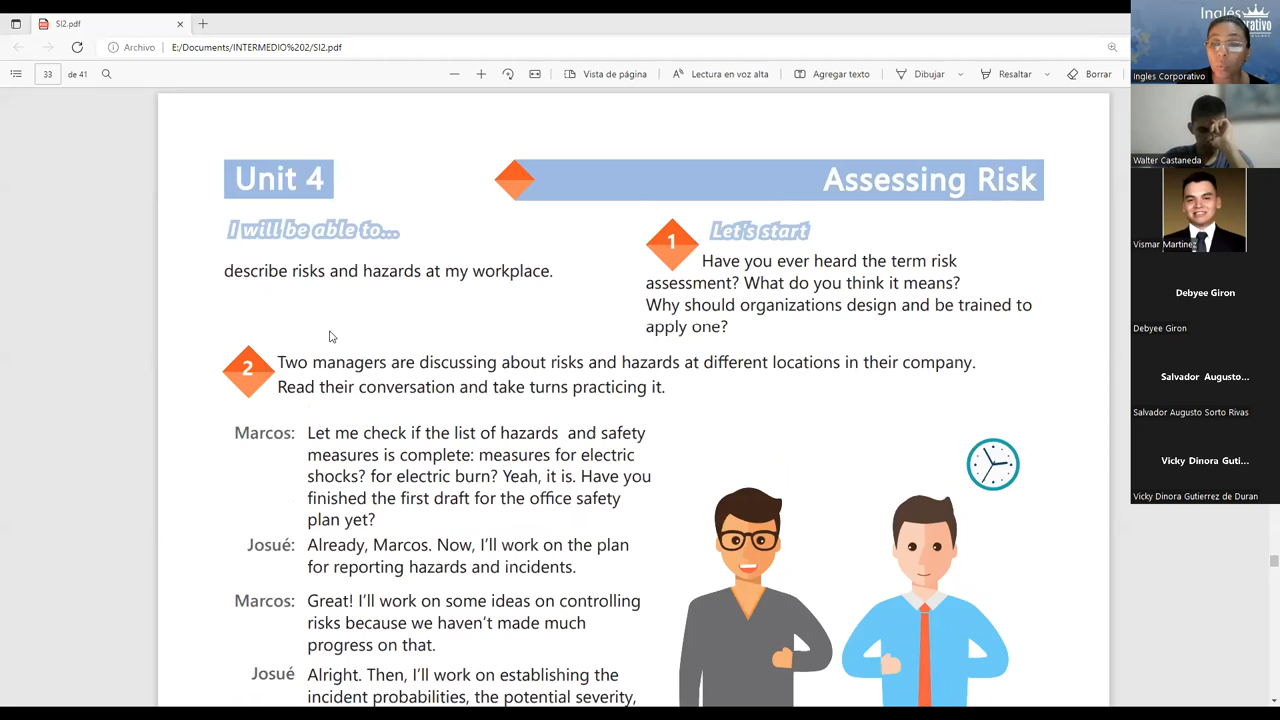 SI2.pdf
Archivo E:/Documents/INTERMEDIO%202/SI2.pdf
33 de 41
Vista de página
Lectura en voz alta
Agregar texto
Dibujar
Resaltar
Borrar
Unit 4
Assessing Risk
I will be able to...
describe risks and hazards at my workplace.
1
Let's start
Have you ever heard the term risk
assessment? What do you think it means?
Why should organizations design and be trained to
apply one?
2
Two managers are discussing about risks and hazards at different locations in their company.
Read their conversation and take turns practicing it.
Marcos: Let me check if the list of hazards and safety
measures is complete: measures for electric
shocks? for electric burn? Yeah, it is. Have you
finished the first draft for the office safety
plan yet?
Josué: Already, Marcos. Now, I'll work on the plan
for reporting hazards and incidents.
Marcos: Great! I'll work on some ideas on controlling
risks because we haven't made much
progress on that.
Josué Alright. Then, I'll work on establishing the
incident probabilities, the potential severity,
Inglés
Ingles Corporativo
Walter Castaneda
Vismar Martinez
Debyee Giron
Debyee Giron
Salvador Augusto...
Salvador Augusto Sorto Rivas
Vicky Dinora Guti...
Vicky Dinora Gutierrez de Duran